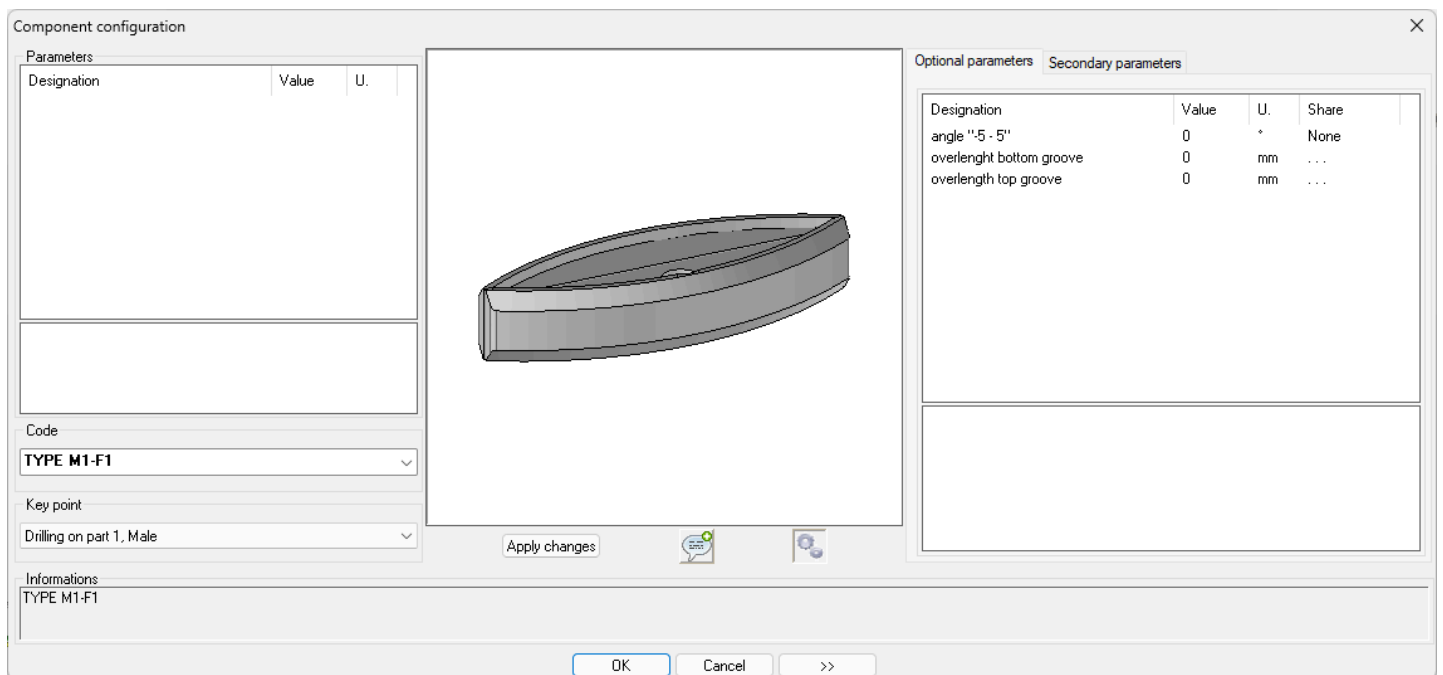 Component configuration
Parameters
Designation Value U.
Code
TYPE M1-F1
Key point
Drilling on part 1, Male
Apply changes
Optional parameters Secondary parameters
Designation Value U. Share
angle "-5 - 5" 0 ° None
overlenght bottom groove 0 mm . . .
overlength top groove 0 mm . . .
Informations
TYPE M1-F1
OK Cancel >>